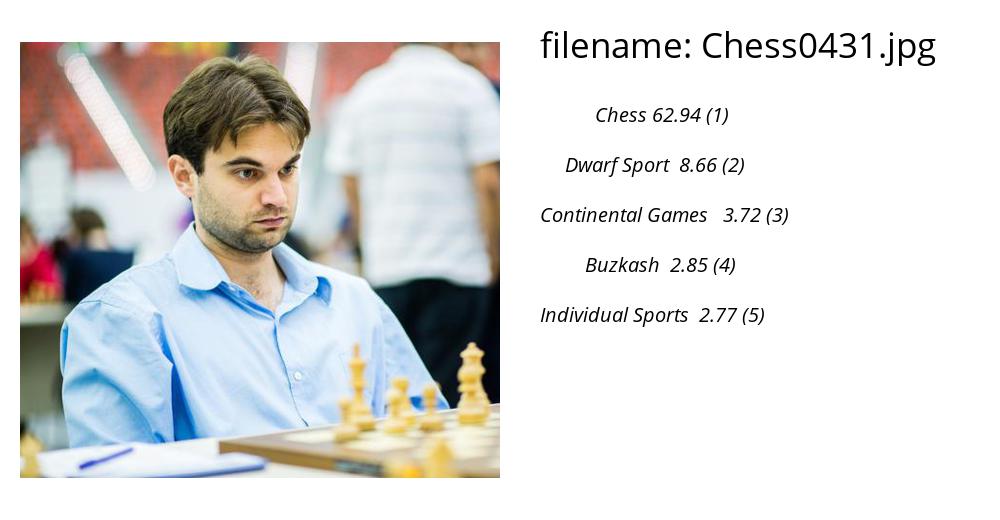 filename: Chess0431.jpg
Chess 62.94 (1)
Dwarf Sport 8.66 (2)
Continental Games 3.72 (3)
Buzkash 2.85 (4)
Individual Sports 2.77 (5)